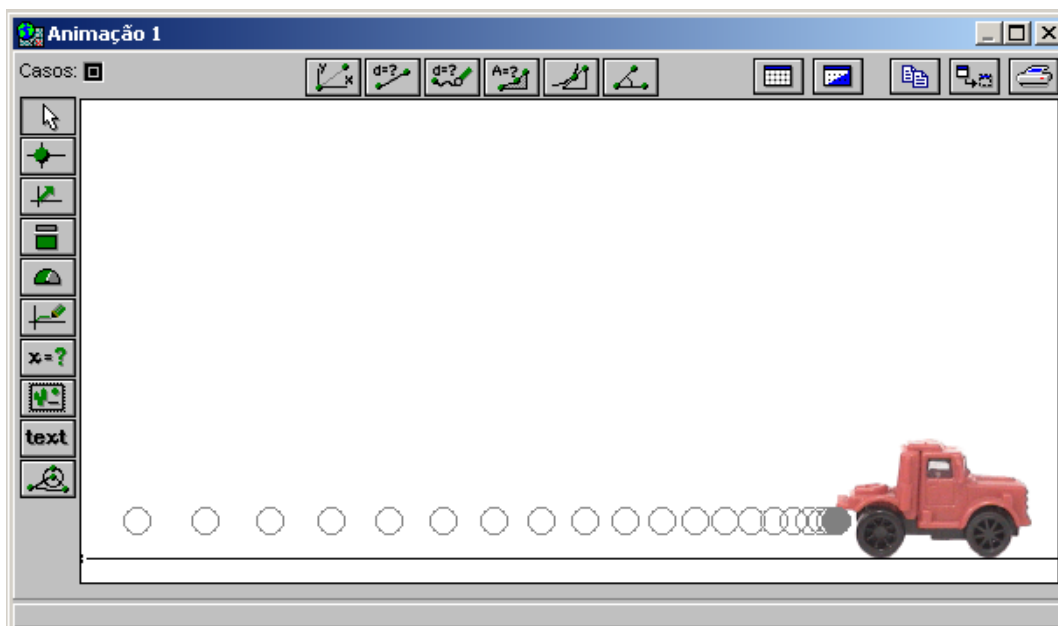 Animação 1
Casos:
y x
d=?
d=?
A=?
x=?
text